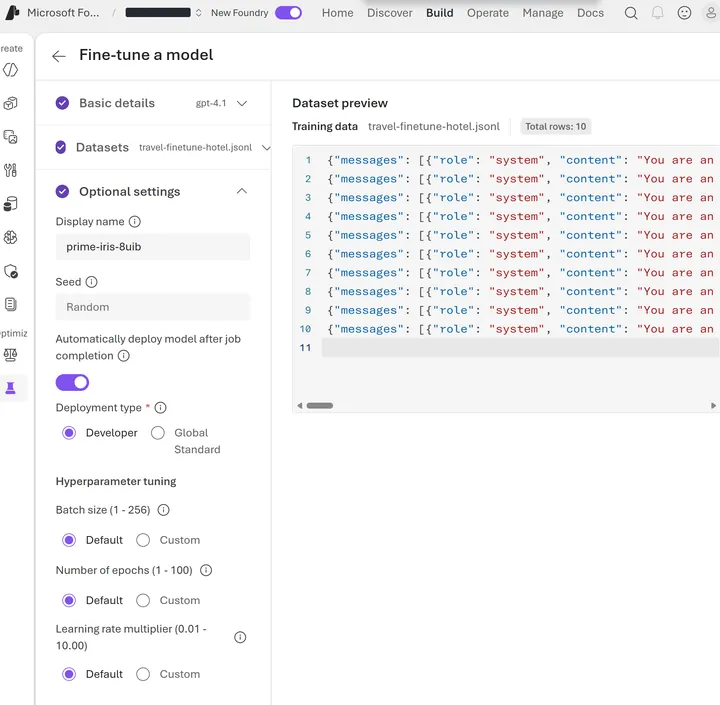 Microsoft Fo... / New Foundry Home Discover Build Operate Manage Docs
reate
Fine-tune a model
Basic details gpt-4.1
Datasets travel-finetune-hotel.jsonl
Optional settings
Display name
prime-iris-8uib
Seed
Random
Automatically deploy model after job
completion
Deployment type *
Developer Global
Standard
Hyperparameter tuning
Batch size (1 - 256)
Default Custom
Number of epochs (1 - 100)
Default Custom
Learning rate multiplier (0.01 -
10.00)
Default Custom
ptimiz
Dataset preview
Training data travel-finetune-hotel.jsonl Total rows: 10
1 {"messages": [{"role": "system", "content": "You are an
2 {"messages": [{"role": "system", "content": "You are an
3 {"messages": [{"role": "system", "content": "You are an
4 {"messages": [{"role": "system", "content": "You are an
5 {"messages": [{"role": "system", "content": "You are an
6 {"messages": [{"role": "system", "content": "You are an
7 {"messages": [{"role": "system", "content": "You are an
8 {"messages": [{"role": "system", "content": "You are an
9 {"messages": [{"role": "system", "content": "You are an
10 {"messages": [{"role": "system", "content": "You are an
11